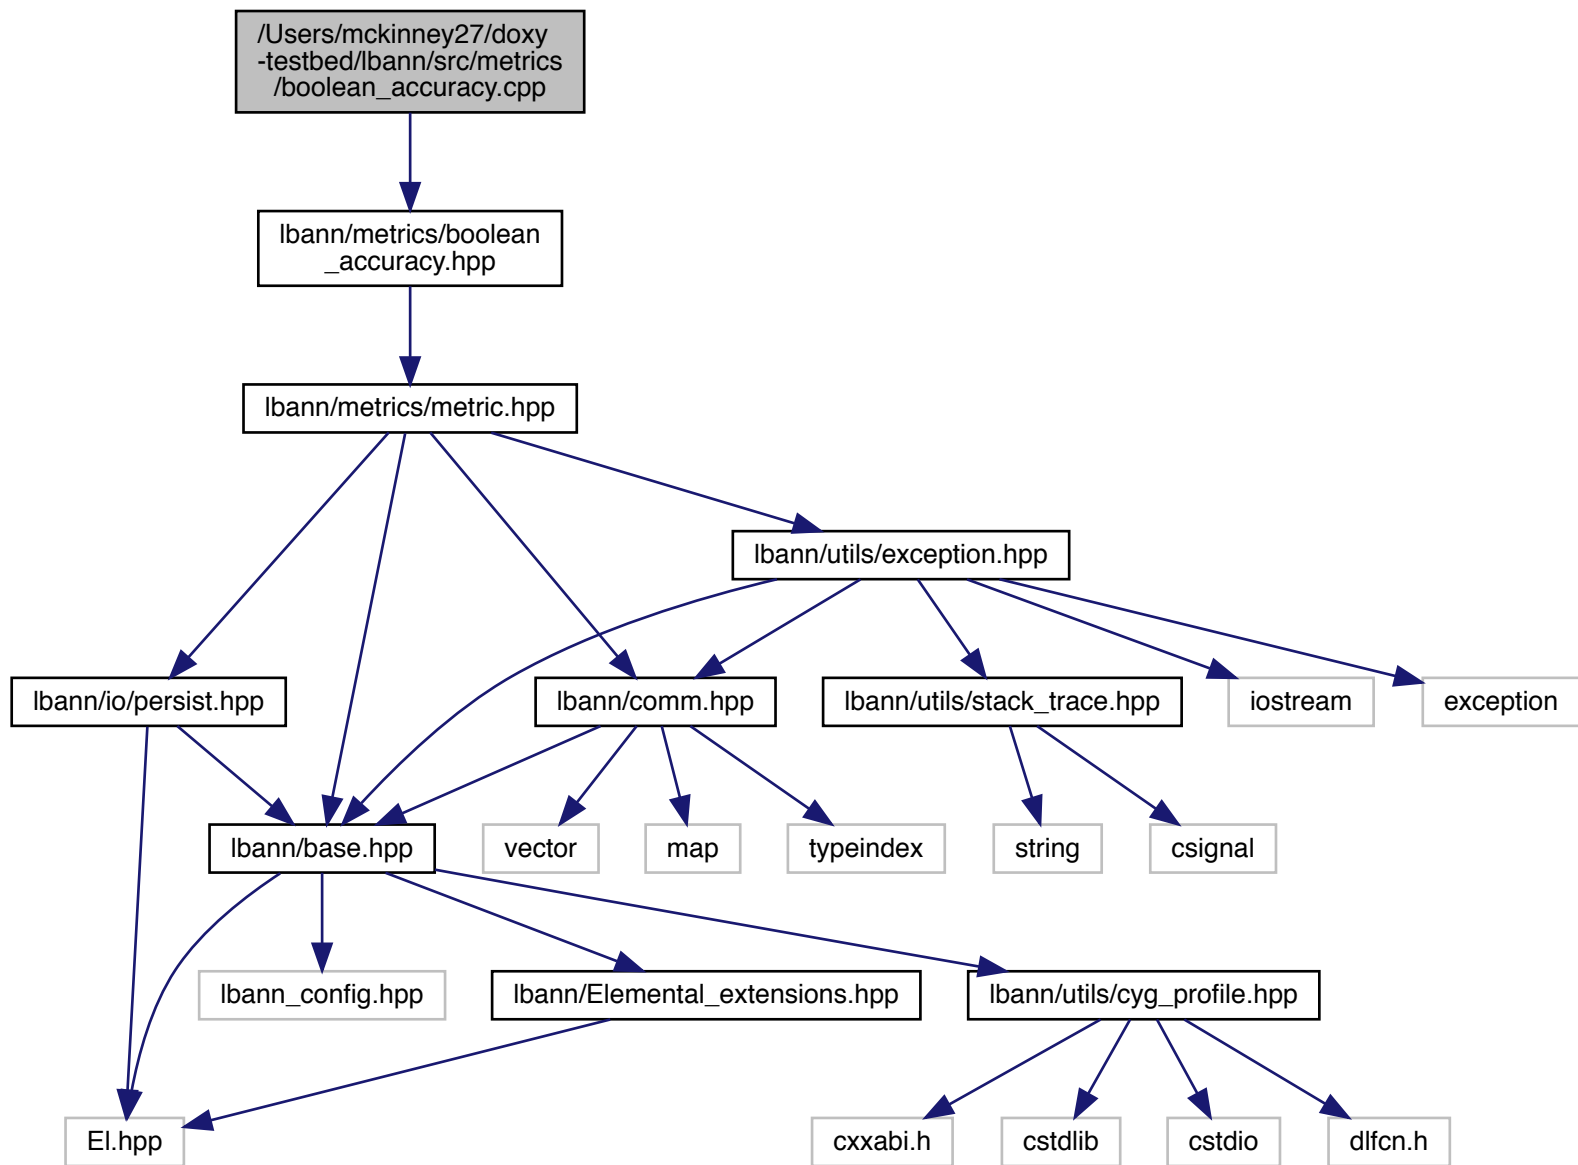 /Users/mckinney27/doxy
-testbed/lbann/src/metrics
/boolean_accuracy.cpp
lbann/metrics/boolean
_accuracy.hpp
lbann/metrics/metric.hpp
lbann/utils/exception.hpp
lbann/io/persist.hpp
lbann/comm.hpp
lbann/utils/stack_trace.hpp
iostream
exception
lbann/base.hpp
vector
map
typeindex
string
csignal
lbann_config.hpp
lbann/Elemental_extensions.hpp
lbann/utils/cyg_profile.hpp
El.hpp
cxxabi.h
cstdlib
cstdio
dlfcn.h